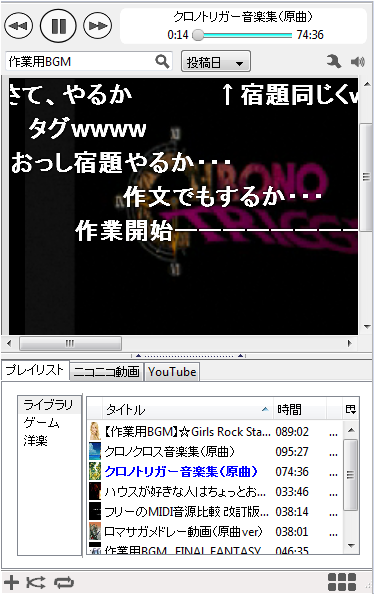 クロノトリガー音楽集(原曲)
0:14 74:36
作業用BGM 投稿日
さて、やるか ↑宿題同じくw
タグwwww
おっし宿題やるか・・・
作文でもするか・・・
作業開始――――――――
CHRONO
TRIGG
プレイリスト ニコニコ動画 YouTube
ライブラリ
ゲーム
洋楽
タイトル 時間
【作業用BGM】☆Girls Rock Sta... 089:02 ...
クロノクロス音楽集(原曲) 095:27 ...
クロノトリガー音楽集(原曲) 074:36 ...
ハウスが好きな人はちょっとお... 033:46 ...
フリーのMIDI音源比較 改訂版... 038:14 ...
ロマサガメドレー動画(原曲ver) 038:01 ...
作業用BGM FINAL FANTASY 046:35